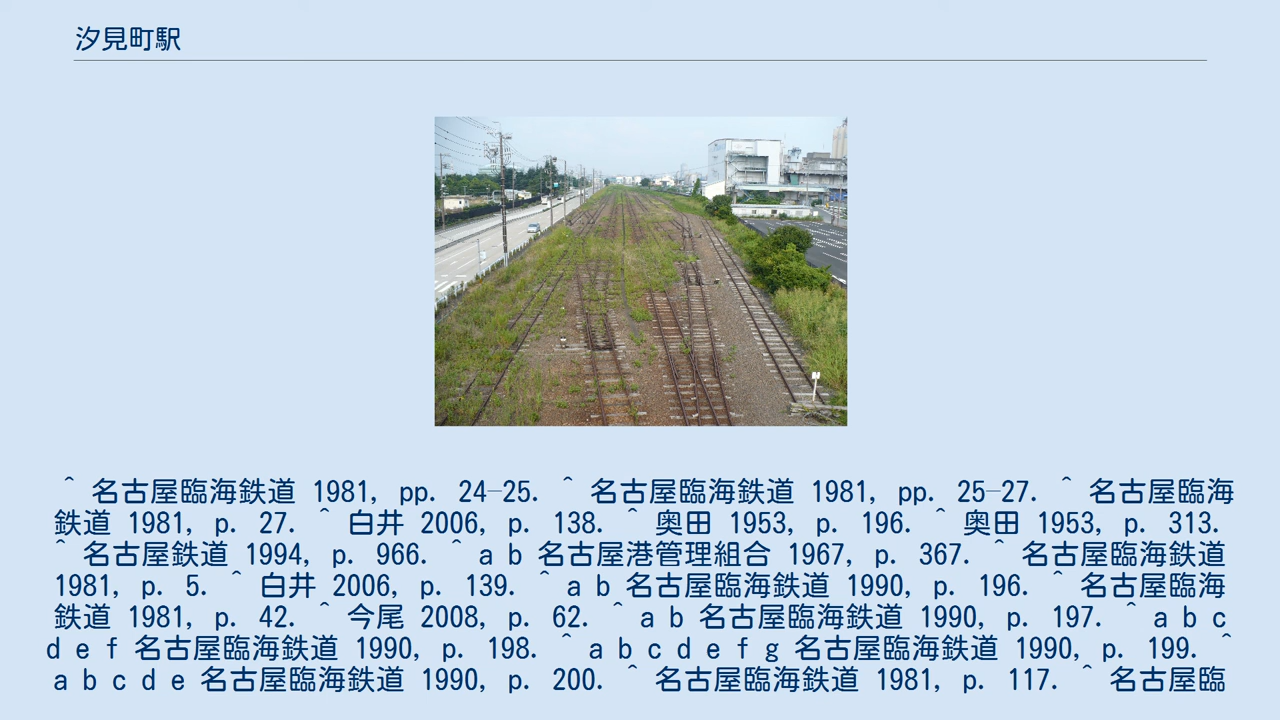 汐見町駅
^ 名古屋臨海鉄道 1981, pp. 24-25. ^ 名古屋臨海鉄道 1981, pp. 25-27. ^ 名古屋臨海
鉄道 1981, p. 27. ^ 白井 2006, p. 138. ^ 奥田 1953, p. 196. ^ 奥田 1953, p. 313.
^ 名古屋鉄道 1994, p. 966. ^ a b 名古屋港管理組合 1967, p. 367. ^ 名古屋臨海鉄道
1981, p. 5. ^ 白井 2006, p. 139. ^ a b 名古屋臨海鉄道 1990, p. 196. ^ 名古屋臨海
鉄道 1981, p. 42. ^ 今尾 2008, p. 62. ^ a b 名古屋臨海鉄道 1990, p. 197. ^ a b c
d e f 名古屋臨海鉄道 1990, p. 198. ^ a b c d e f g 名古屋臨海鉄道 1990, p. 199. ^
a b c d e 名古屋臨海鉄道 1990, p. 200. ^ 名古屋臨海鉄道 1981, p. 117. ^ 名古屋臨